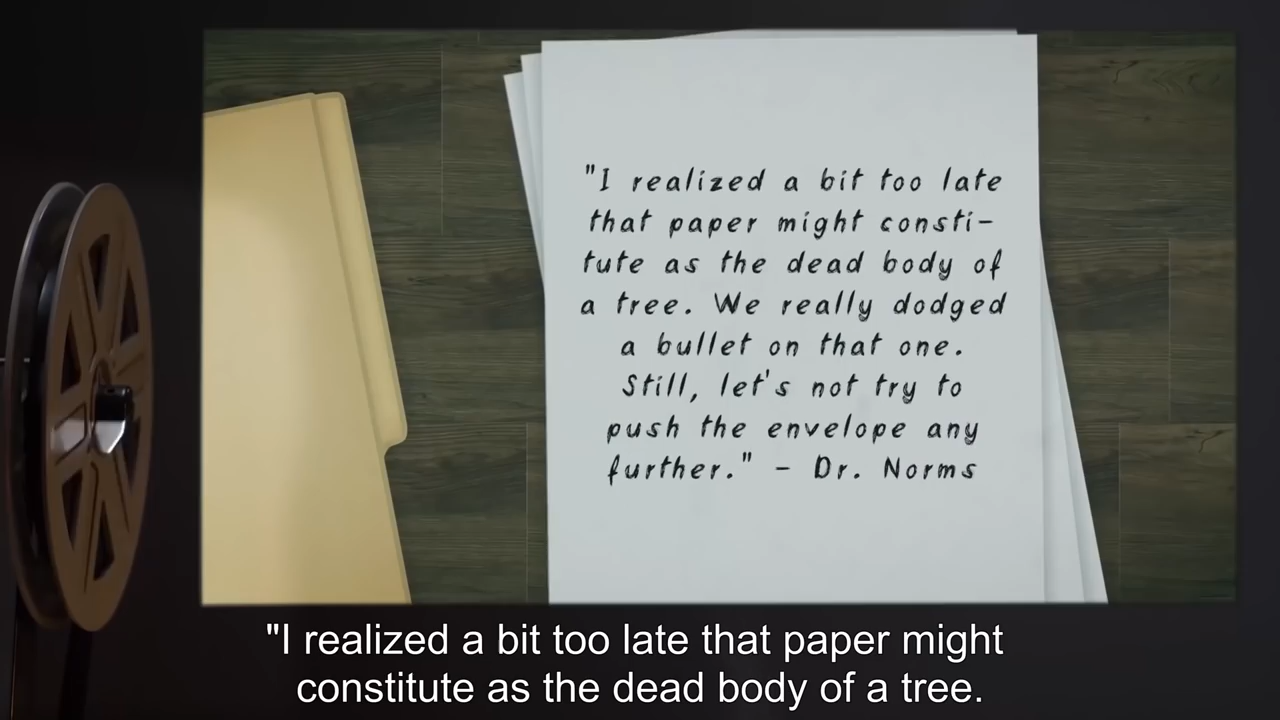 "I realized a bit too late
that paper might consti-
tute as the dead body of
a tree. We really dodged
a bullet on that one.
Still, let's not try to
push the envelope any
further." - Dr. Norms
"I realized a bit too late that paper might
constitute as the dead body of a tree.